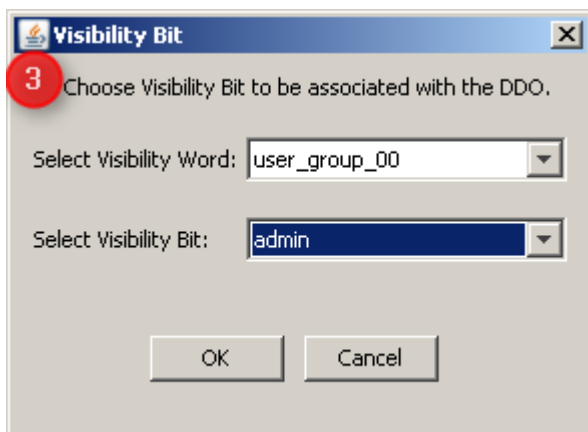 Visibility Bit
3
Choose Visibility Bit to be associated with the DDO.
Select Visibility Word: user_group_00
Select Visibility Bit: admin
OK Cancel